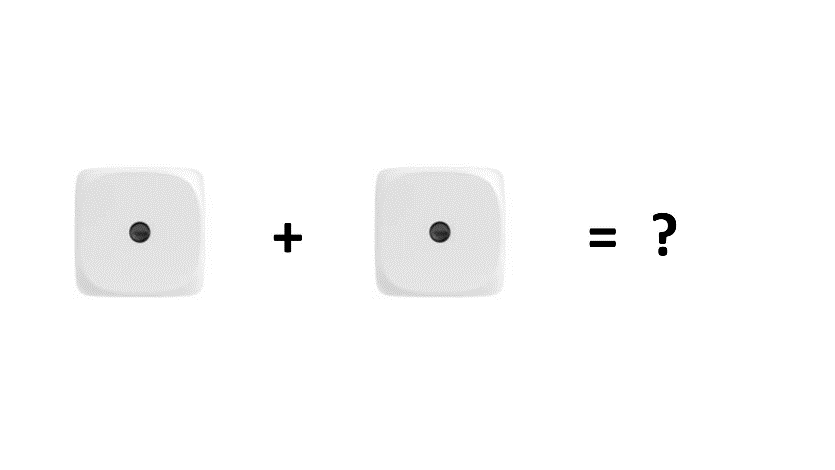 + = ?